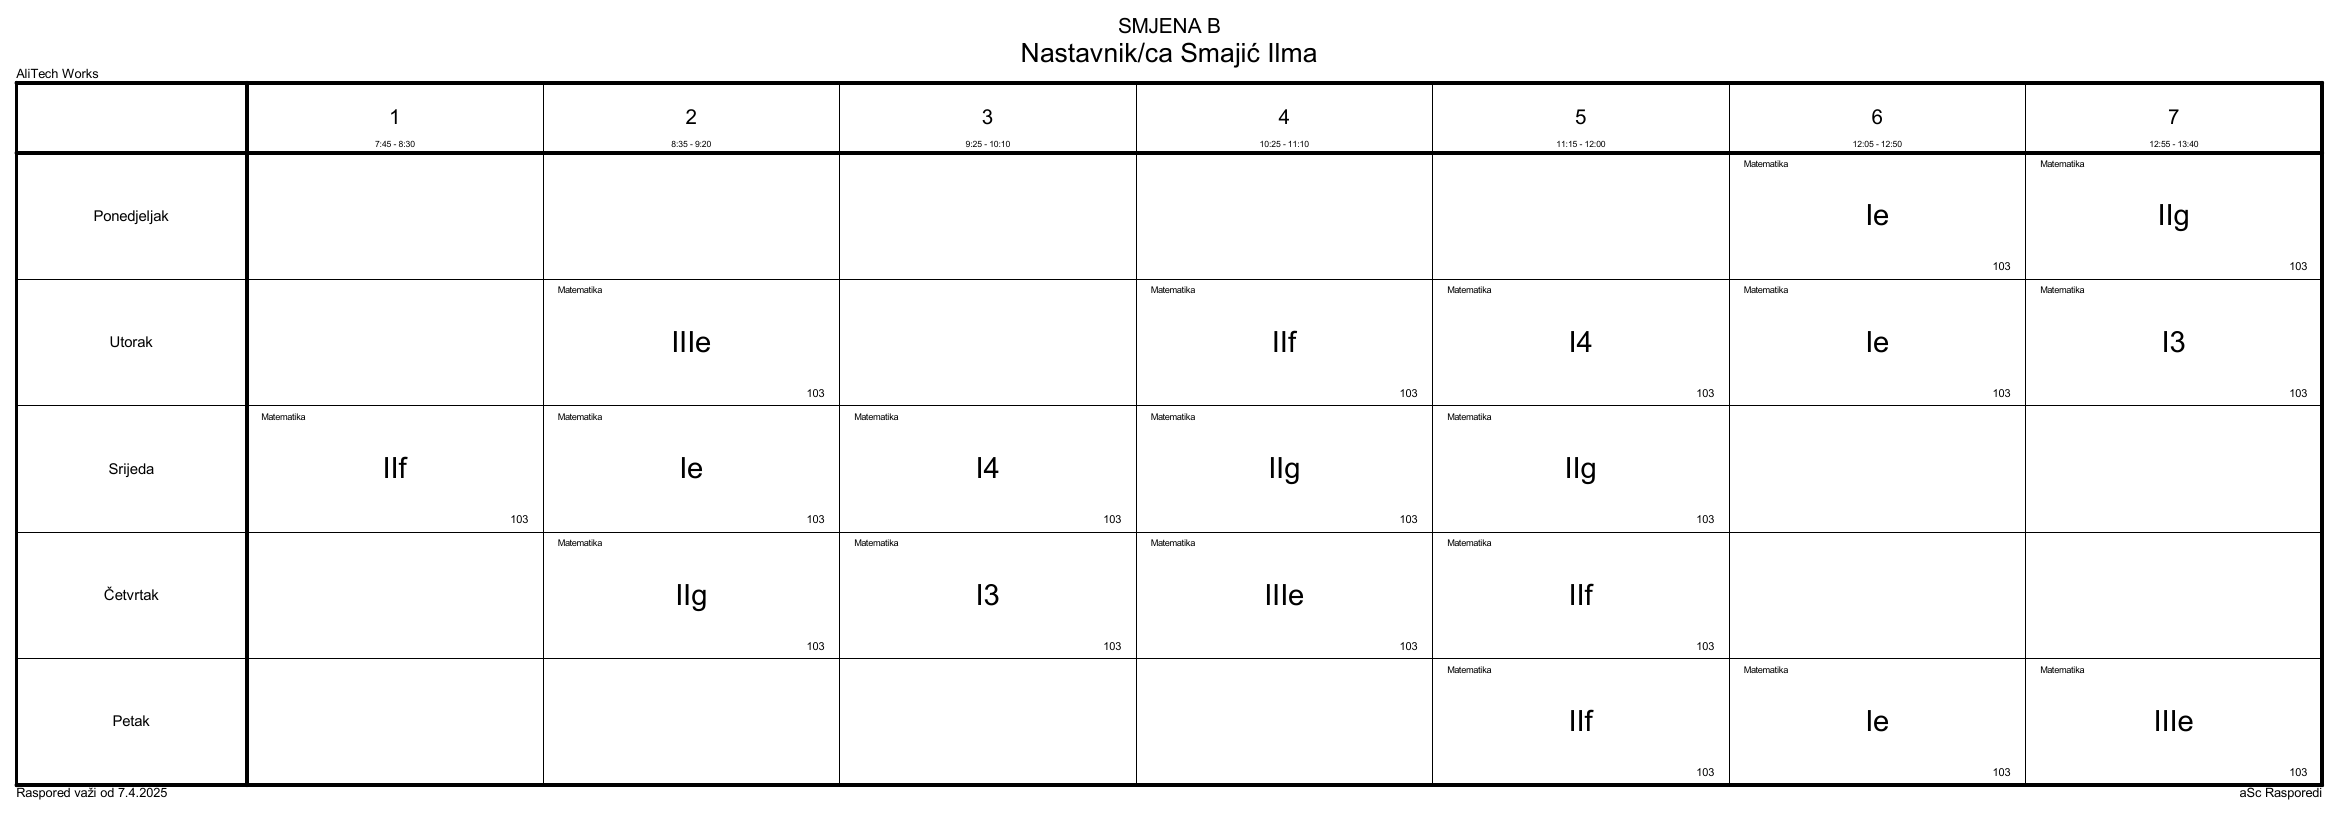 SMJENA B
Nastavnik/ca Smajić Ilma
AliTech Works
1 2 3 4 5 6 7
7:45 - 8:30 8:35 - 9:20 9:25 - 10:10 10:25 - 11:10 11:15 - 12:00 12:05 - 12:50 12:55 - 13:40
Matematika Matematika
Ponedjeljak Ie IIg
103 103
Matematika Matematika Matematika Matematika Matematika
Utorak IIIe IIf I4 Ie I3
103 103 103 103 103
Matematika Matematika Matematika Matematika Matematika
Srijeda IIf Ie I4 IIg IIg
103 103 103 103 103
Matematika Matematika Matematika Matematika
Četvrtak IIg I3 IIIe IIf
103 103 103 103
Matematika Matematika Matematika
Petak IIf Ie IIIe
103 103 103
Raspored važi od 7.4.2025 aSc Rasporedi